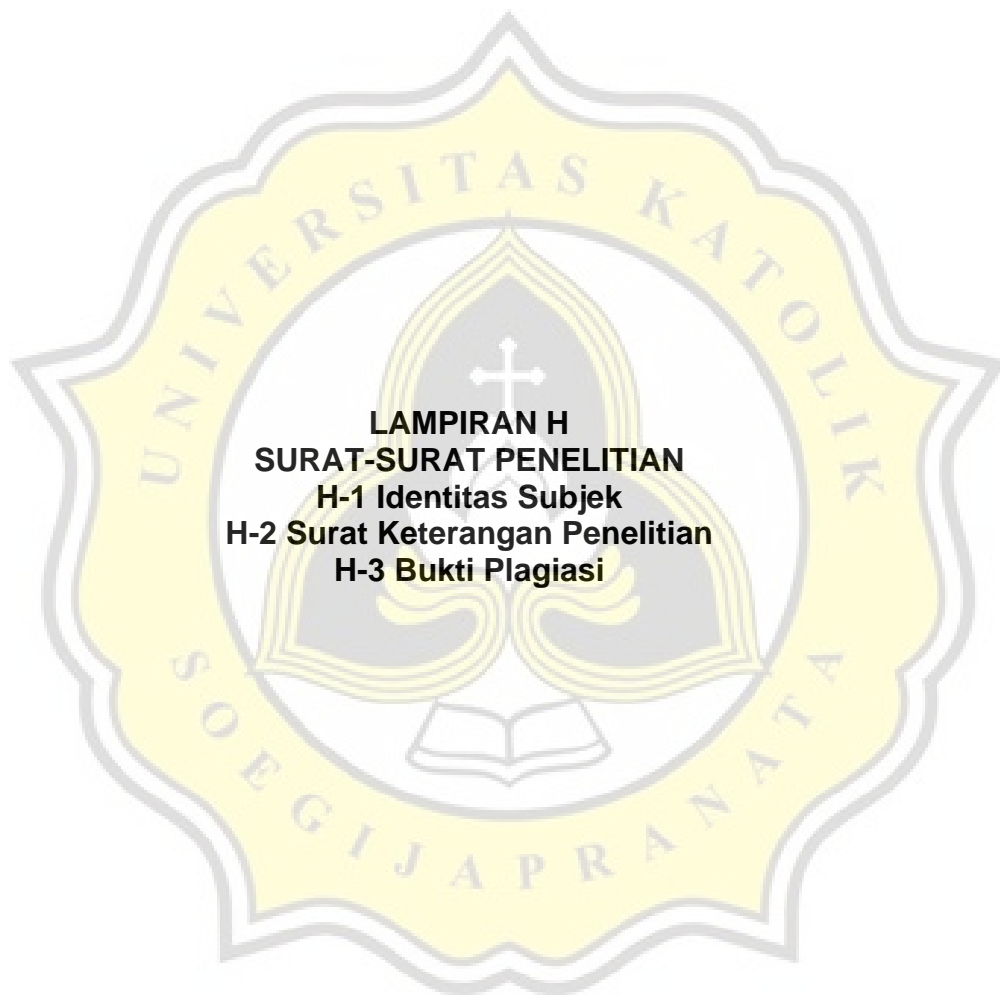 UNIVERSITAS KATOLIK
LAMPIRAN H
SURAT-SURAT PENELITIAN
H-1 Identitas Subjek
H-2 Surat Keterangan Penelitian
H-3 Bukti Plagiasi
SOEGIJAPRANATA